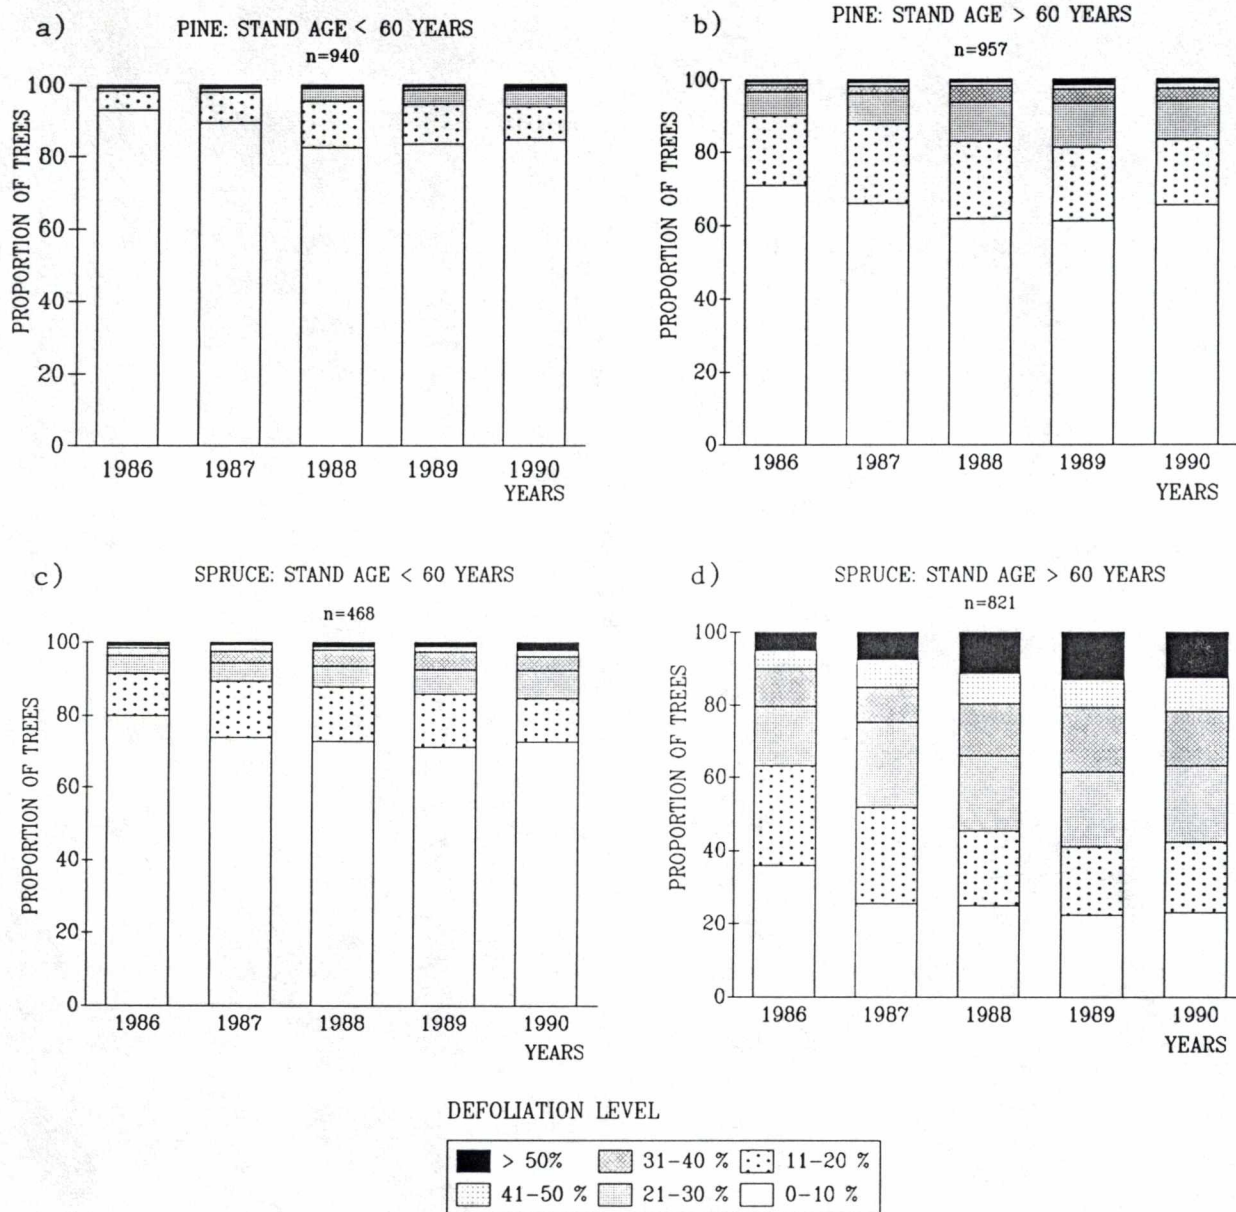 a)
PINE: STAND AGE < 60 YEARS
n=940
PROPORTION OF TREES
100
80
60
40
20
0
1986 1987 1988 1989 1990
YEARS
b)
PINE: STAND AGE > 60 YEARS
n=957
PROPORTION OF TREES
100
80
60
40
20
0
1986 1987 1988 1989 1990
YEARS
c)
SPRUCE: STAND AGE < 60 YEARS
n=468
PROPORTION OF TREES
100
80
60
40
20
0
1986 1987 1988 1989 1990
YEARS
d)
SPRUCE: STAND AGE > 60 YEARS
n=821
PROPORTION OF TREES
100
80
60
40
20
0
1986 1987 1988 1989 1990
YEARS
DEFOLIATION LEVEL
> 50% 31-40 % 11-20 %
41-50 % 21-30 % 0-10 %